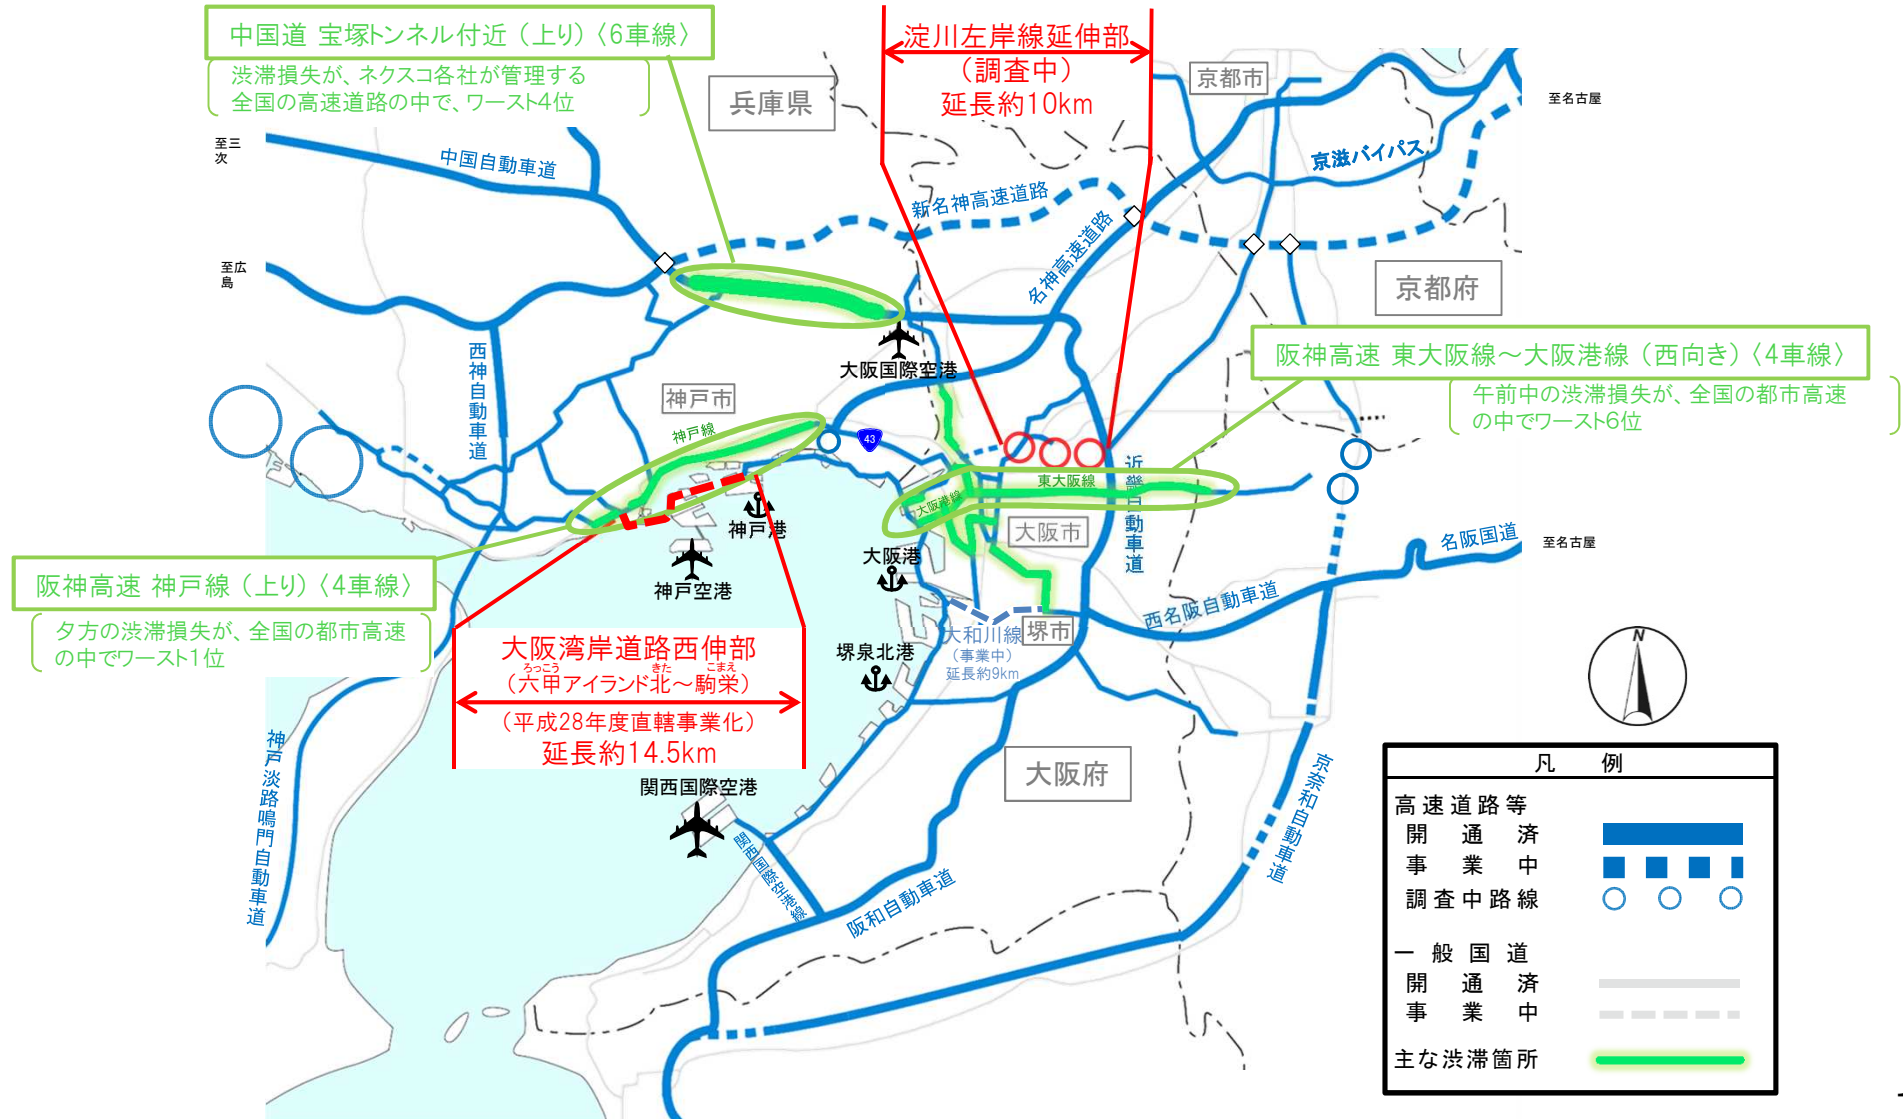 中国道 宝塚トンネル付近（上り）〈6車線〉
渋滞損失が、ネクスコ各社が管理する
全国の高速道路の中で、ワースト4位
淀川左岸線延伸部
（調査中）
延長約10km
兵庫県
京都市
至名古屋
至三
次
中国自動車道
京滋バイパス
新名神高速道路
名神高速道路
至広
島
京都府
阪神高速 東大阪線～大阪港線（西向き）〈4車線〉
午前中の渋滞損失が、全国の都市高速
の中でワースト6位
西神自動車道
大阪国際空港
神戸市
神戸線
43
近畿自動車道
東大阪線
大阪港線
神戸港
大阪市
大阪港
名阪国道
至名古屋
阪神高速 神戸線（上り）〈4車線〉
夕方の渋滞損失が、全国の都市高速
の中でワースト1位
神戸空港
西名阪自動車道
大和川線
（事業中）
延長約9km
堺市
堺泉北港
大阪湾岸道路西伸部
ろっこう きた こまえ
（六甲アイランド北～駒栄）
（平成28年度直轄事業化）
延長約14.5km
N
神戸淡路鳴門自動車道
関西国際空港
関西国際空港線
大阪府
阪和自動車道
京奈和自動車道
凡 例
高速道路等
開通済
事業中
調査中路線
一般国道
開通済
事業中
主な渋滞箇所